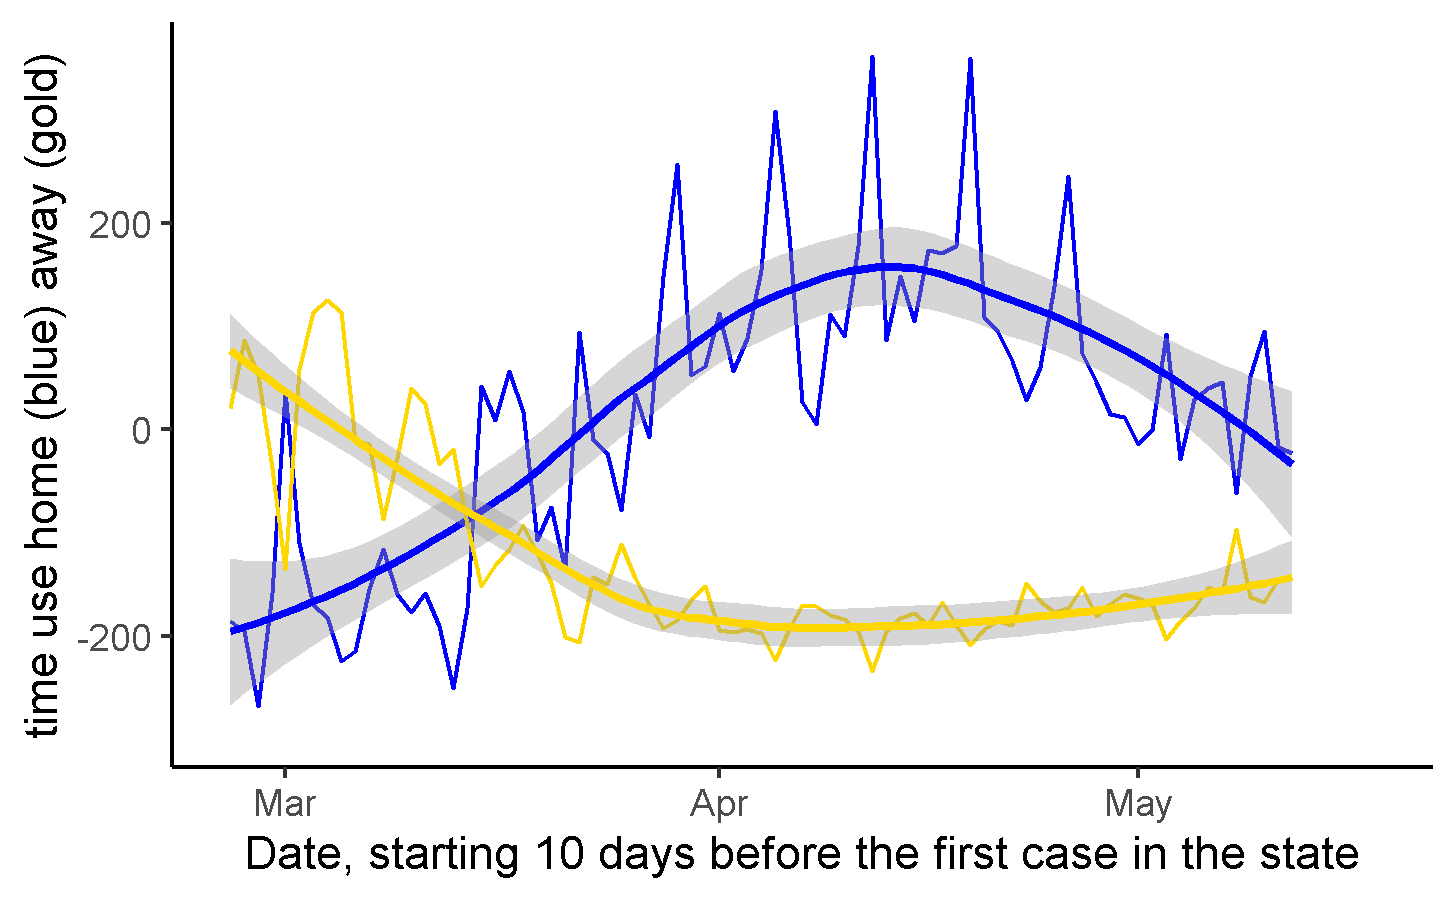 time use home (blue) away (gold)
200
0
-200
Mar
Apr
May
Date, starting 10 days before the first case in the state